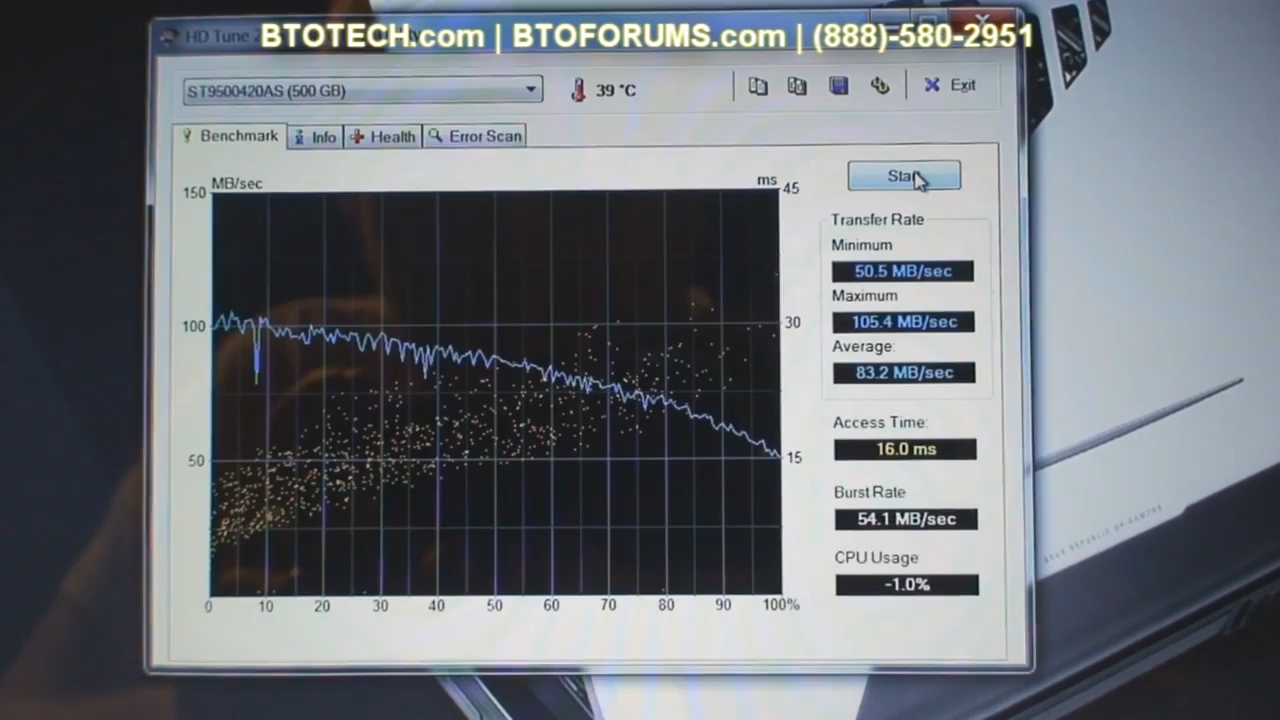 HD Tune
BTOTECH.com | BTOFORUMS.com | (888)-580-2951
ST9500420AS (500 GB)
39 °C
Exit
Benchmark
Info
Health
Error Scan
MB/sec
ms
150
100
50
45
30
15
0 10 20 30 40 50 60 70 80 90 100%
Transfer Rate
Minimum
50.5 MB/sec
Maximum
105.4 MB/sec
Average:
83.2 MB/sec
Access Time:
16.0 ms
Burst Rate
54.1 MB/sec
CPU Usage
-1.0%